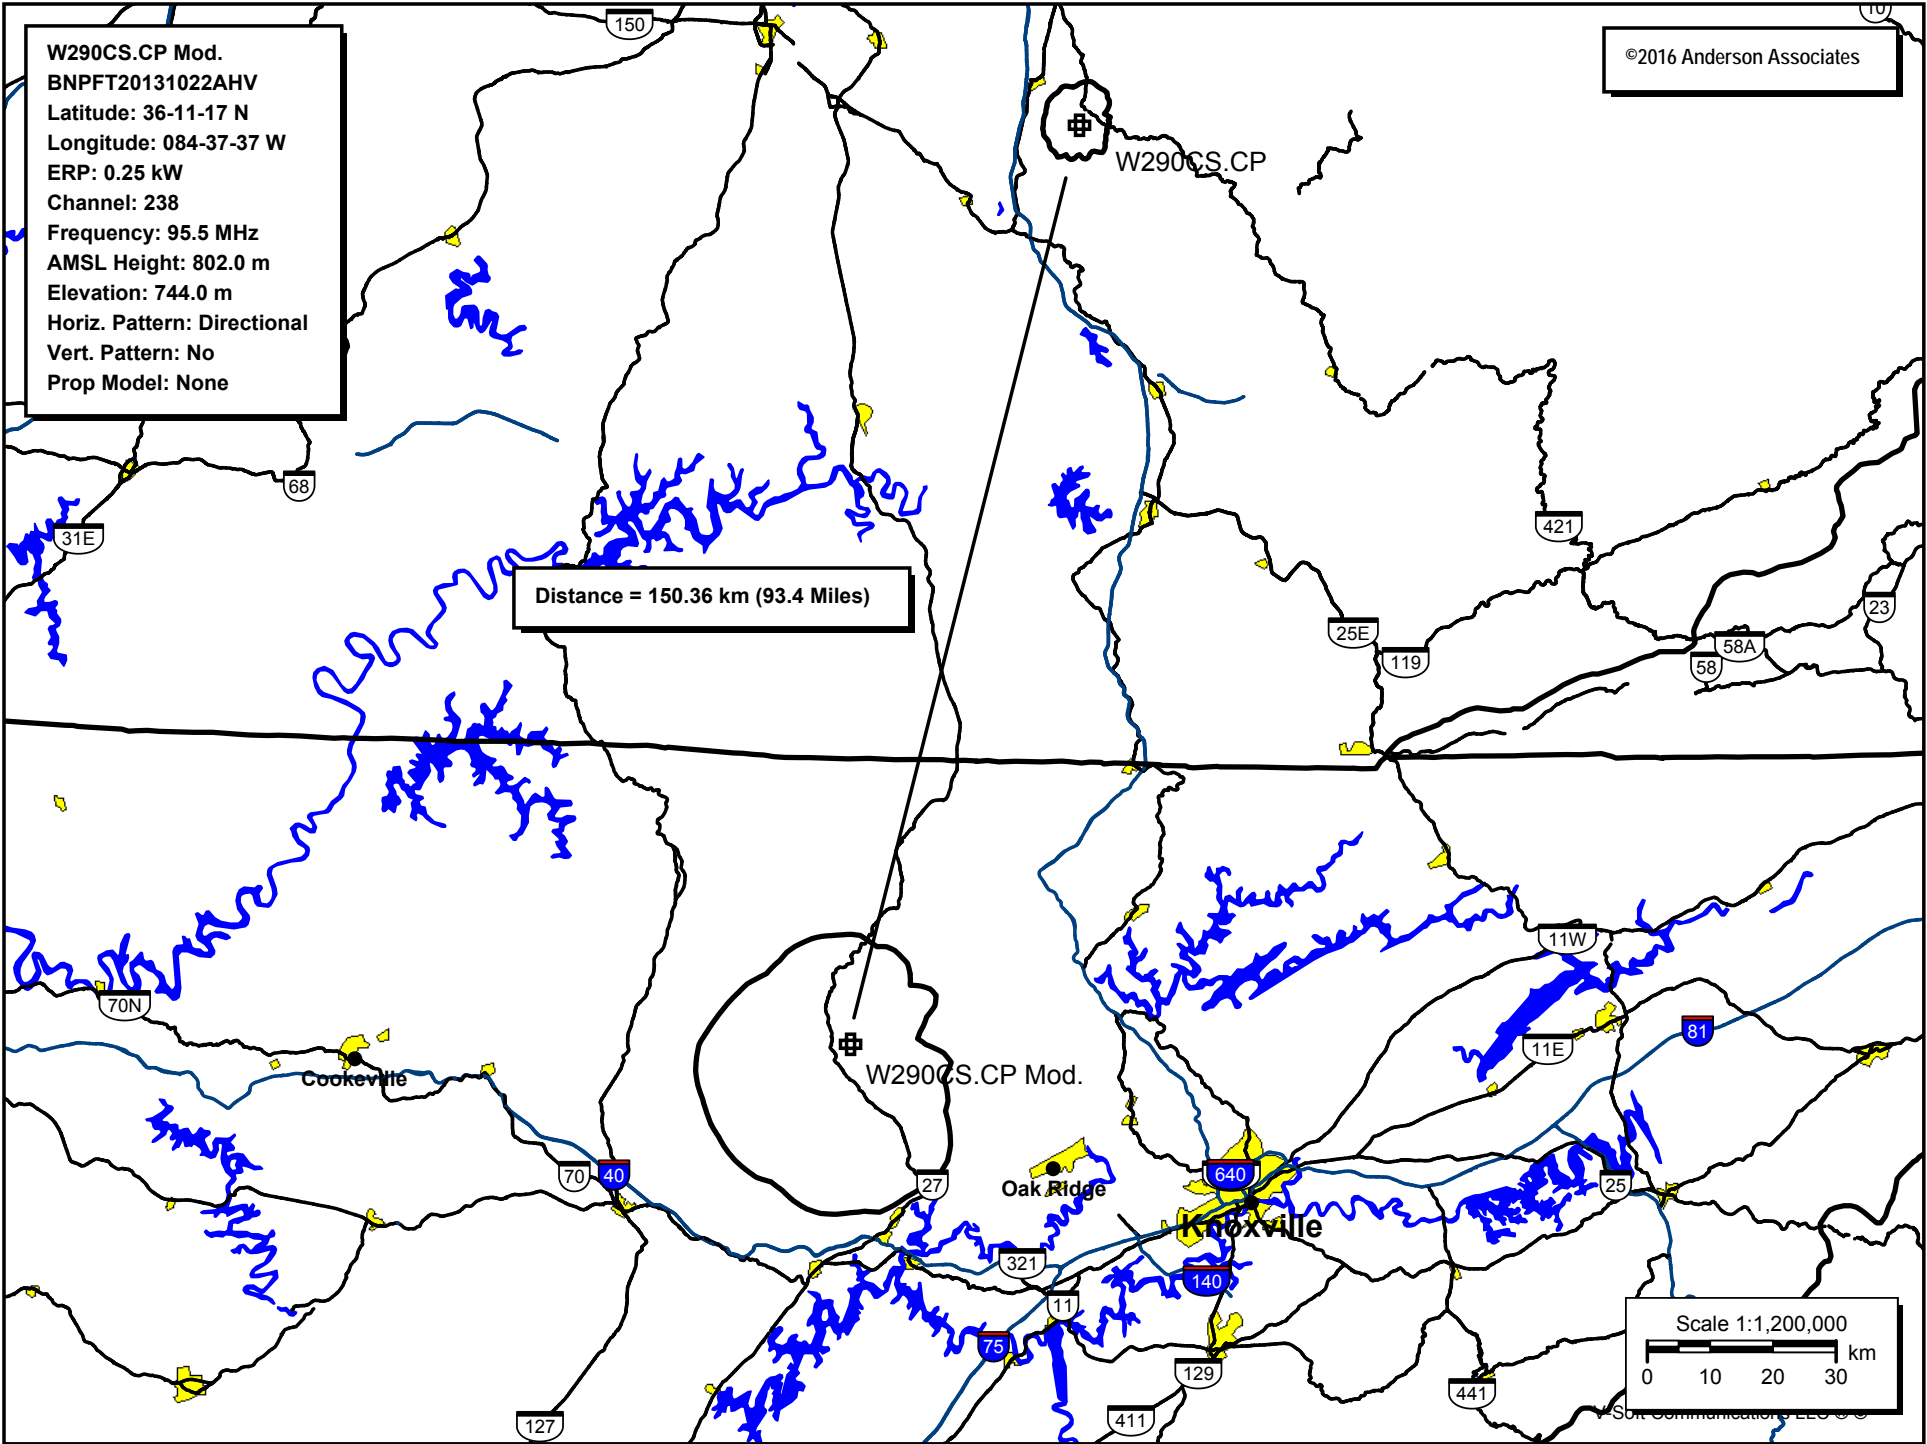 150
10
W290CS.CP Mod.
BNPFT20131022AHV
Latitude: 36-11-17 N
Longitude: 084-37-37 W
ERP: 0.25 kW
Channel: 238
Frequency: 95.5 MHz
AMSL Height: 802.0 m
Elevation: 744.0 m
Horiz. Pattern: Directional
Vert. Pattern: No
Prop Model: None
©2016 Anderson Associates
W290CS.CP
68
31E
421
Distance = 150.36 km (93.4 Miles)
23
25E
119
58A
58
11W
70N
81
11E
Cookeville
W290CS.CP Mod.
70
40
27
Oak Ridge
640
25
Knoxville
321
140
11
75
129
441
127
411
Scale 1:1,200,000
km
0 10 20 30